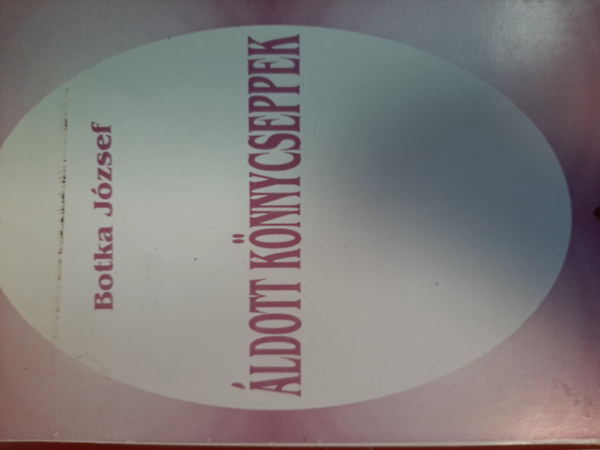 Botka József
ÁLDOTT KÖNNYCSEPPEK